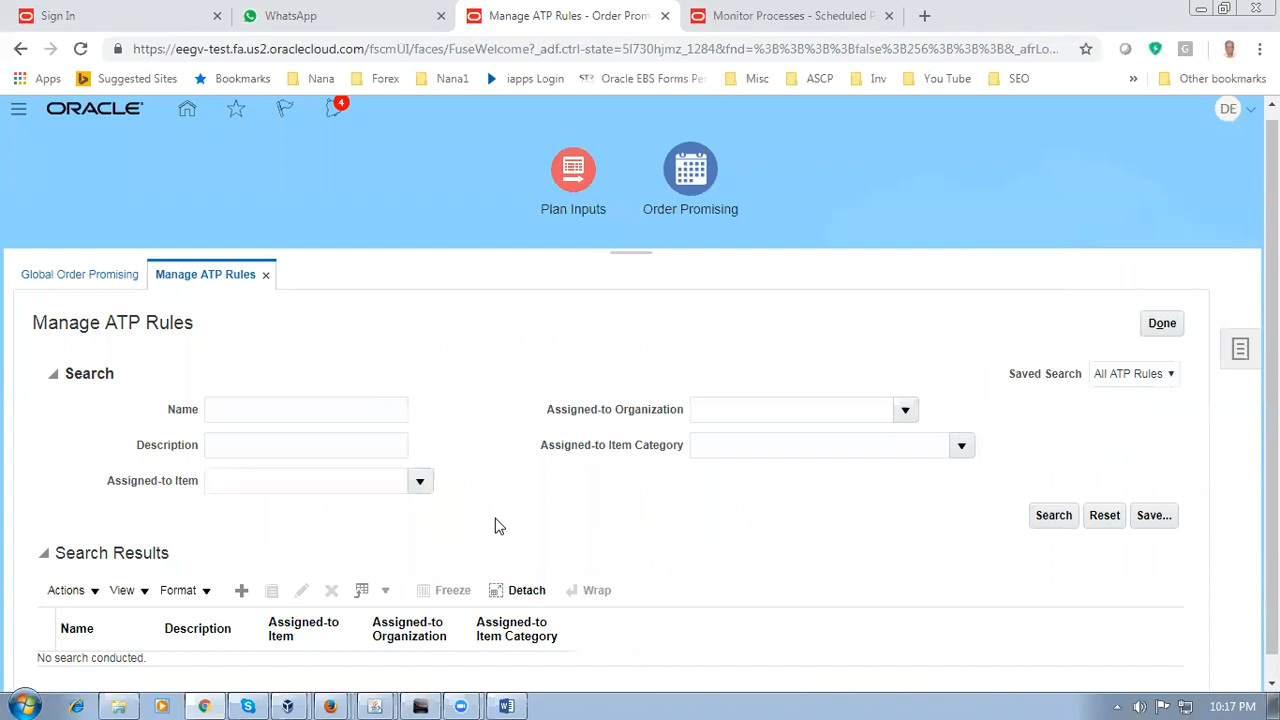 Sign In
WhatsApp
Manage ATP Rules - Order Prom
Monitor Processes - Scheduled P
https://eegv-test.fa.us2.oraclecloud.com/fscmUI/faces/FuseWelcome?_adf.ctrl-state=5l730hjmz_1284&fnd=%3B%3B%3B%3Bfalse%3B256%3B%3B%3B&_afrLo...
Apps
Suggested Sites
Bookmarks
Nana
Forex
Nana1
iapps Login
STR Oracle EBS Forms Pe
Misc
ASCP
Inv
You Tube
SEO
»
Other bookmarks
ORACLE
4
DE
Plan Inputs
Order Promising
Global Order Promising
Manage ATP Rules
Manage ATP Rules
Done
Search
Saved Search All ATP Rules
Name
Assigned-to Organization
Description
Assigned-to Item Category
Assigned-to Item
Search Reset Save...
Search Results
Actions View Format Freeze Detach Wrap
Name
Description
Assigned-to
Item
Assigned-to
Organization
Assigned-to
Item Category
No search conducted.
10:17 PM